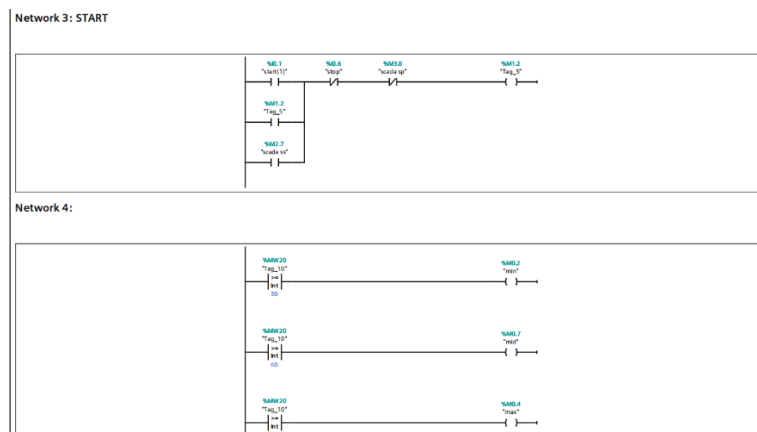 Network 3: START
%I0.1 %I0.6 %M3.0 %M1.2
"start(1)" "stop" "scada sp" "Tag_5"
%M1.2
"Tag_5"
%M2.7
"scada ss"
Network 4:
%MW20 %M0.2
"Tag_10" "min"
>=
Int
30
%MW20 %M0.7
"Tag_10" "mid"
>=
Int
60
%MW20 %M0.4
"Tag_10" "max"
>=
Int